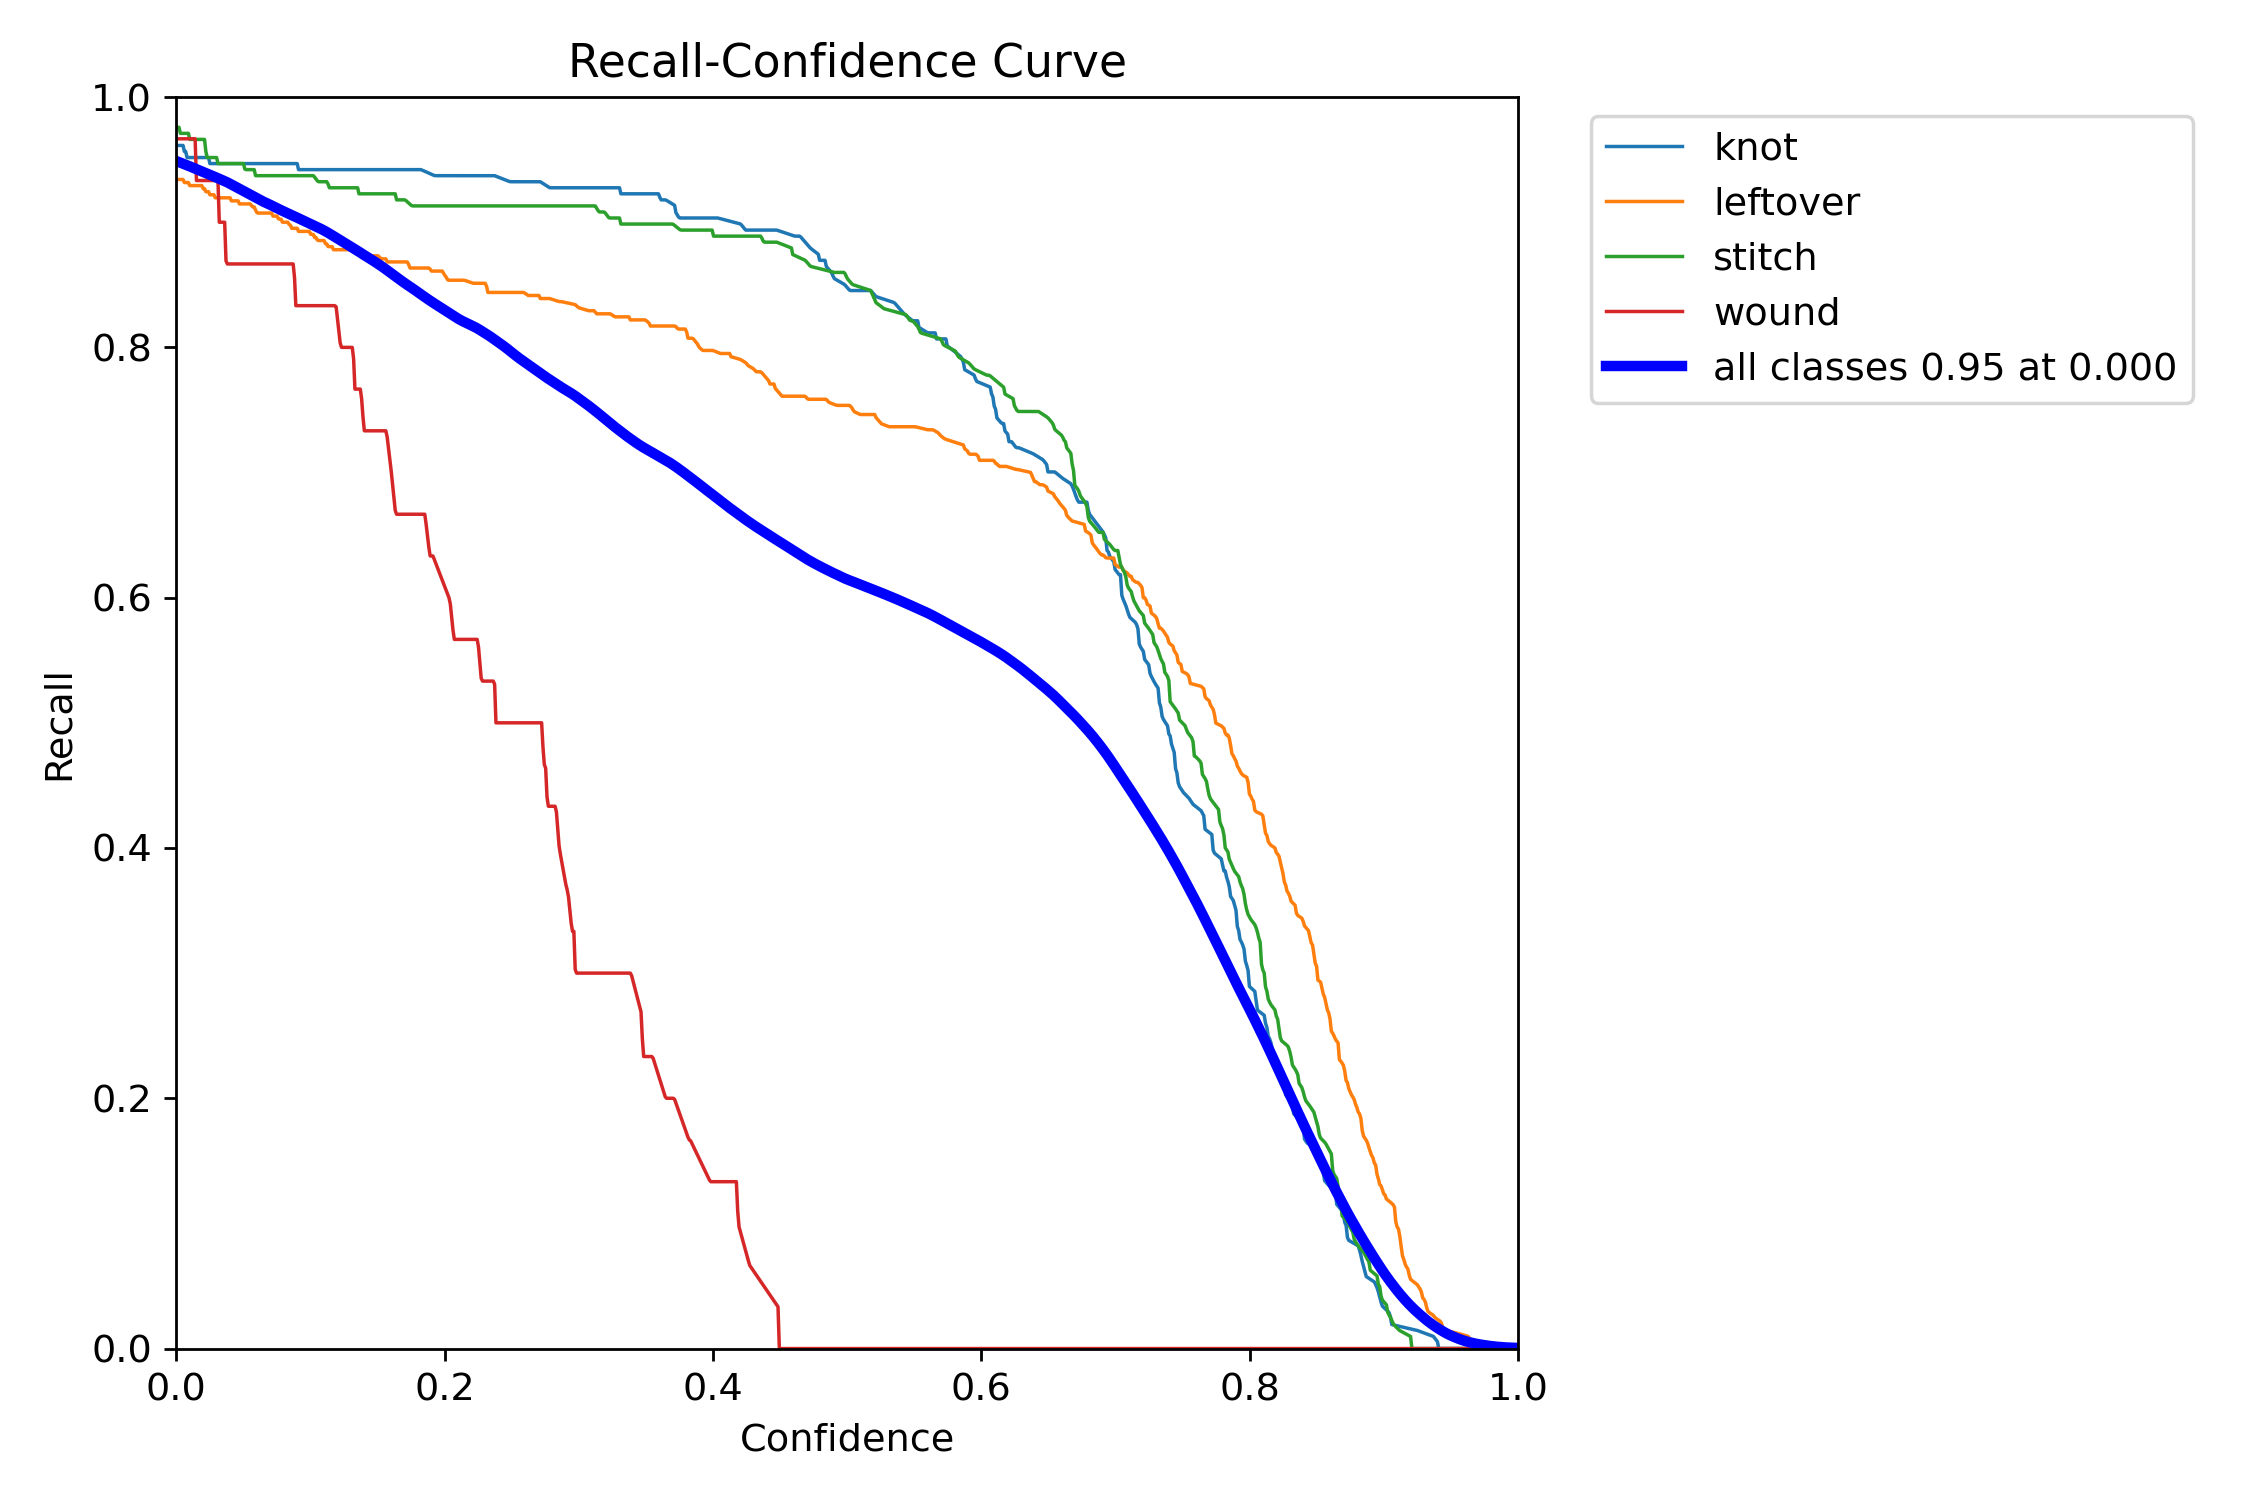 Recall-Confidence Curve
1.0
0.8
0.6
0.4
0.2
0.0
Recall
0.0 0.2 0.4 0.6 0.8 1.0
Confidence
knot
leftover
stitch
wound
all classes 0.95 at 0.000